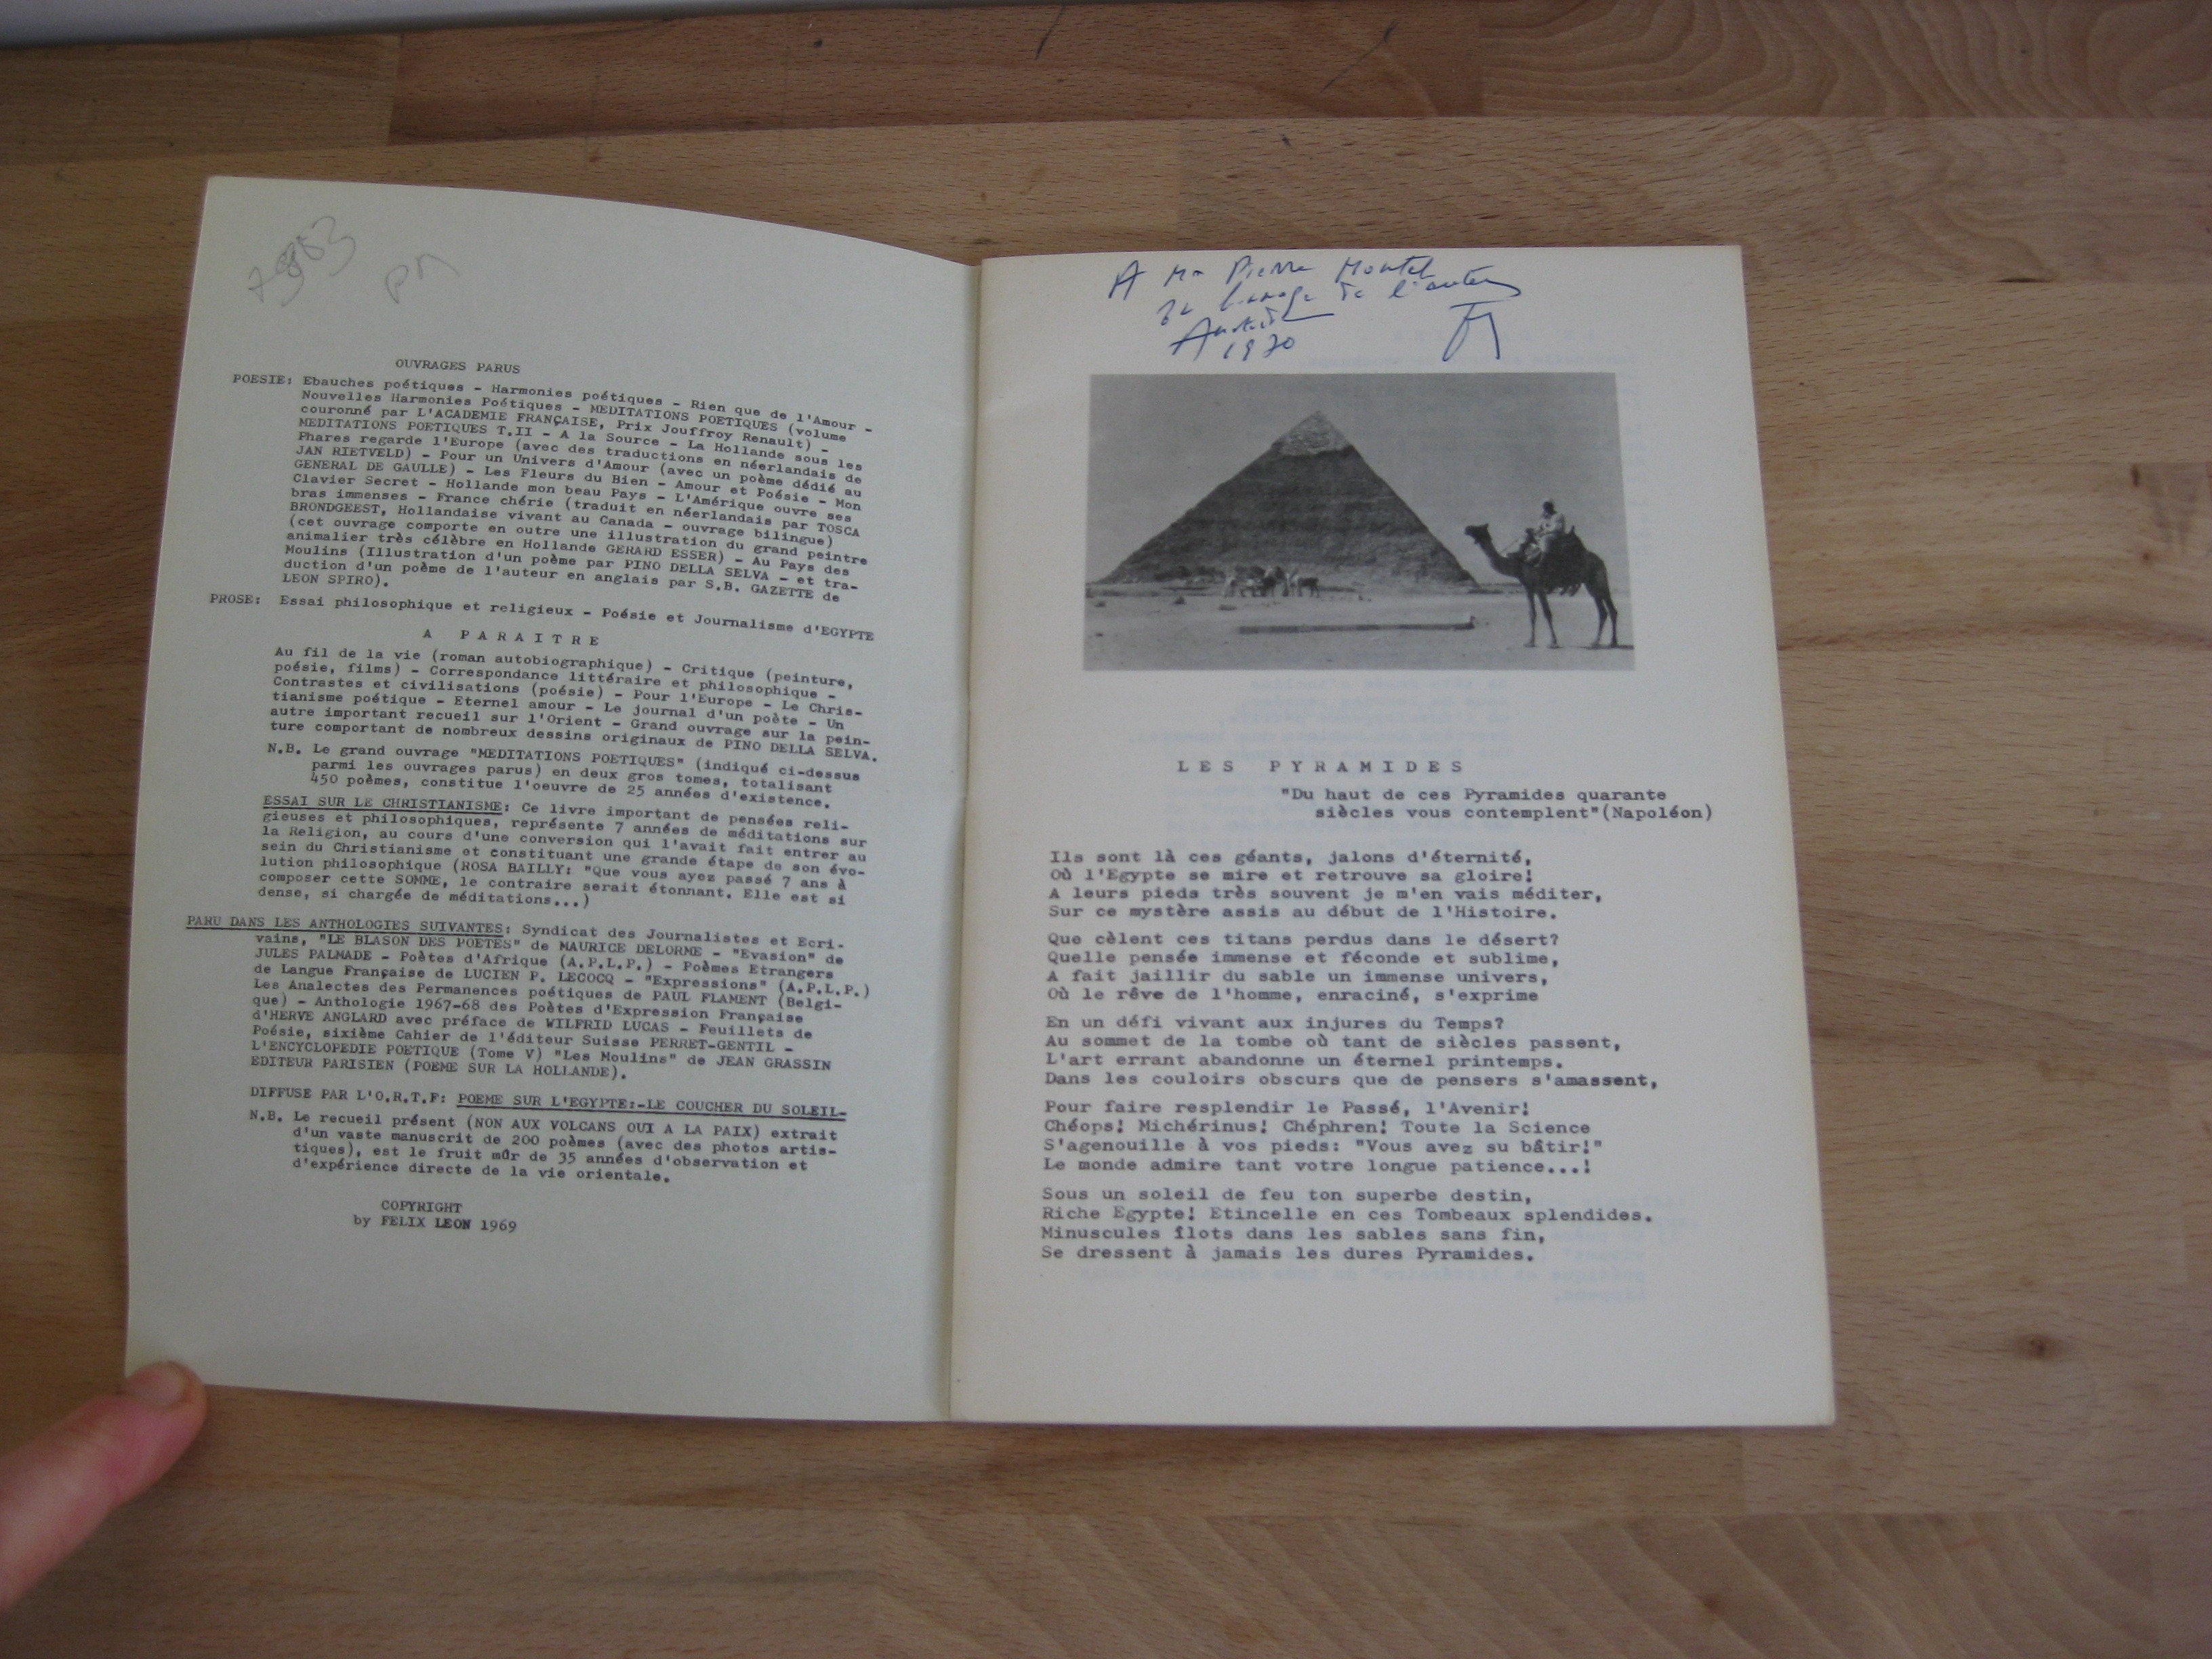 OUVRAGES PARUS
POESIE: Ebauches poétiques - Harmonies poétiques - Rien que de l'Amour -
Nouvelles Harmonies Poétiques - MEDITATIONS POETIQUES (volume
couronné par L'ACADEMIE FRANÇAISE, Prix Jouffroy Renault) -
MEDITATIONS POETIQUES T.II - A la Source - La Hollande sous les
Phares regarde l'Europe (avec des traductions en néerlandais de
JAN RIETVELD) - Pour un Univers d'Amour (avec un poème dédié au
GENERAL DE GAULLE) - Les Fleurs du Bien - Amour et Poésie - Mon
Clavier Secret - Hollande mon beau Pays - L'Amérique ouvre ses
bras immenses - France chérie (traduit en néerlandais par TOSCA
BRONDGEEST, Hollandaise vivant au Canada - ouvrage bilingue)
(cet ouvrage comporte en outre une illustration du grand peintre
animalier très célèbre en Hollande GERARD ESSER) - Au Pays des
Moulins (Illustration d'un poème par PINO DELLA SELVA - et tra-
duction d'un poème de l'auteur en anglais par S.B. GAZETTE de
LEON SPIRO).
PROSE: Essai philosophique et religieux - Poésie et Journalisme d'EGYPTE
A PARAITRE
Au fil de la vie (roman autobiographique) - Critique (peinture,
poésie, films) - Correspondance littéraire et philosophique -
Contrastes et civilisations (poésie) - Pour l'Europe - Le Chris-
tianisme poétique - Eternel amour - Le journal d'un poète - Un
autre important recueil sur l'Orient - Grand ouvrage sur la pein-
ture comportant de nombreux dessins originaux de PINO DELLA SELVA.
N.B. Le grand ouvrage "MEDITATIONS POETIQUES" (indiqué ci-dessus
parmi les ouvrages parus) en deux gros tomes, totalisant
450 poèmes, constitue l'oeuvre de 25 années d'existence.
ESSAI SUR LE CHRISTIANISME: Ce livre important de pensées reli-
gieuses et philosophiques, représente 7 années de méditations sur
la Religion, au cours d'une conversion qui l'avait fait entrer au
sein du Christianisme et constituant une grande étape de son évo-
lution philosophique (ROSA BAILLY: "Que vous ayez passé 7 ans à
composer cette SOMME, le contraire serait étonnant. Elle est si
dense, si chargée de méditations...)
PARU DANS LES ANTHOLOGIES SUIVANTES: Syndicat des Journalistes et Ecri-
vains, "LE BLASON DES POETES" de MAURICE DELORME - "Evasion" de
JULES PALMADE - Poètes d'Afrique (A.P.L.P.) - Poèmes Etrangers
de Langue Française de LUCIEN P. LECOCQ - "Expressions" (A.P.L.P.)
Les Analectes des Permanences poétiques de PAUL FLAMENT (Belgi-
que) - Anthologie 1967-68 des Poètes d'Expression Française
d'HERVE ANGLARD avec préface de WILFRID LUCAS - Feuillets de
Poésie, sixième Cahier de l'éditeur Suisse PERRET-GENTIL -
L'ENCYCLOPEDIE POETIQUE (Tome V) "Les Moulins" de JEAN GRASSIN
EDITEUR PARISIEN (POEME SUR LA HOLLANDE).
DIFFUSE PAR L'O.R.T.F: POEME SUR L'EGYPTE:-LE COUCHER DU SOLEIL-
N.B. Le recueil présent (NON AUX VOLCANS OUI A LA PAIX) extrait
d'un vaste manuscrit de 200 poèmes (avec des photos artis-
tiques), est le fruit mûr de 35 années d'observation et
d'expérience directe de la vie orientale.
COPYRIGHT
by FELIX LEON 1969
A Mr Pierre Montel
de l'auteur
1970
LES PYRAMIDES
"Du haut de ces Pyramides quarante
siècles vous contemplent"(Napoléon)
Ils sont là ces géants, jalons d'éternité,
Où l'Egypte se mire et retrouve sa gloire!
A leurs pieds très souvent je m'en vais méditer,
Sur ce mystère assis au début de l'Histoire.
Que cèlent ces titans perdus dans le désert?
Quelle pensée immense et féconde et sublime,
A fait jaillir du sable un immense univers,
Où le rêve de l'homme, enraciné, s'exprime
En un défi vivant aux injures du Temps?
Au sommet de la tombe où tant de siècles passent,
L'art errant abandonne un éternel printemps.
Dans les couloirs obscurs que de pensers s'amassent,
Pour faire resplendir le Passé, l'Avenir!
Chéops! Michérinus! Chéphren! Toute la Science
S'agenouille à vos pieds: "Vous avez su bâtir!"
Le monde admire tant votre longue patience...!
Sous un soleil de feu ton superbe destin,
Riche Egypte! Etincelle en ces Tombeaux splendides.
Minuscules îlots dans les sables sans fin,
Se dressent à jamais les dures Pyramides.